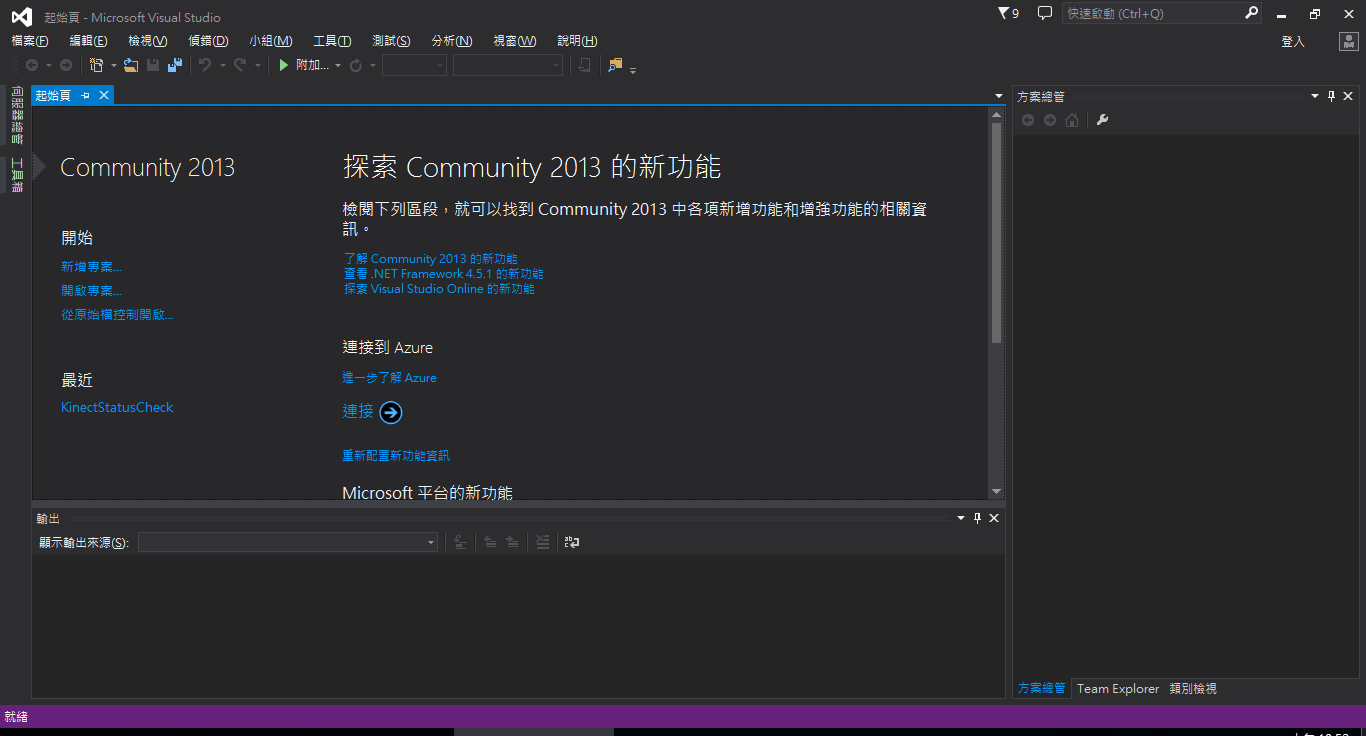 起始頁 - Microsoft Visual Studio
9
快速啟動 (Ctrl+Q)
檔案(F) 編輯(E) 檢視(V) 偵錯(D) 小組(M) 工具(T) 測試(S) 分析(N) 視窗(W) 說明(H)
登入
附加...
伺服器總管
工具箱
起始頁
Community 2013
開始
新增專案...
開啟專案...
從原始檔控制開啟...
最近
KinectStatusCheck
探索 Community 2013 的新功能
檢閱下列區段，就可以找到 Community 2013 中各項新增功能和增強功能的相關資
訊。
了解 Community 2013 的新功能
查看 .NET Framework 4.5.1 的新功能
探索 Visual Studio Online 的新功能
連接到 Azure
進一步了解 Azure
連接
重新配置新功能資訊
Microsoft 平台的新功能
輸出
顯示輸出來源(S):
方案總管
方案總管 Team Explorer 類別檢視
就緒